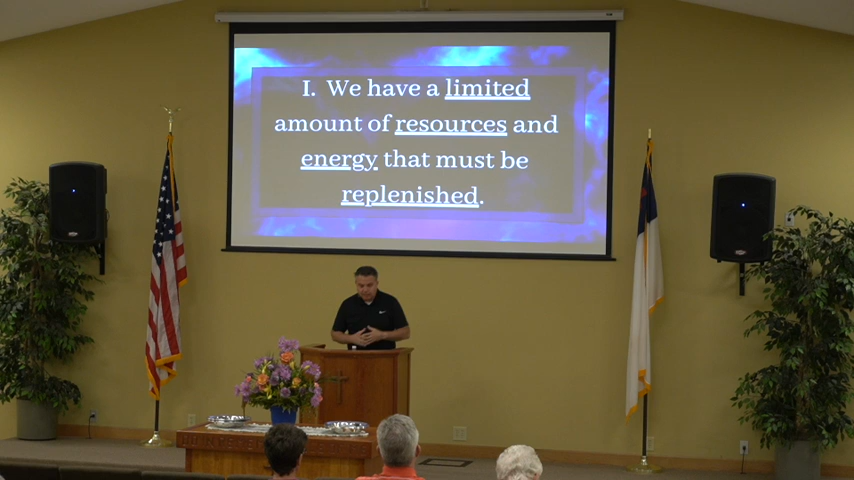 I. We have a limited
amount of resources and
energy that must be
replenished.